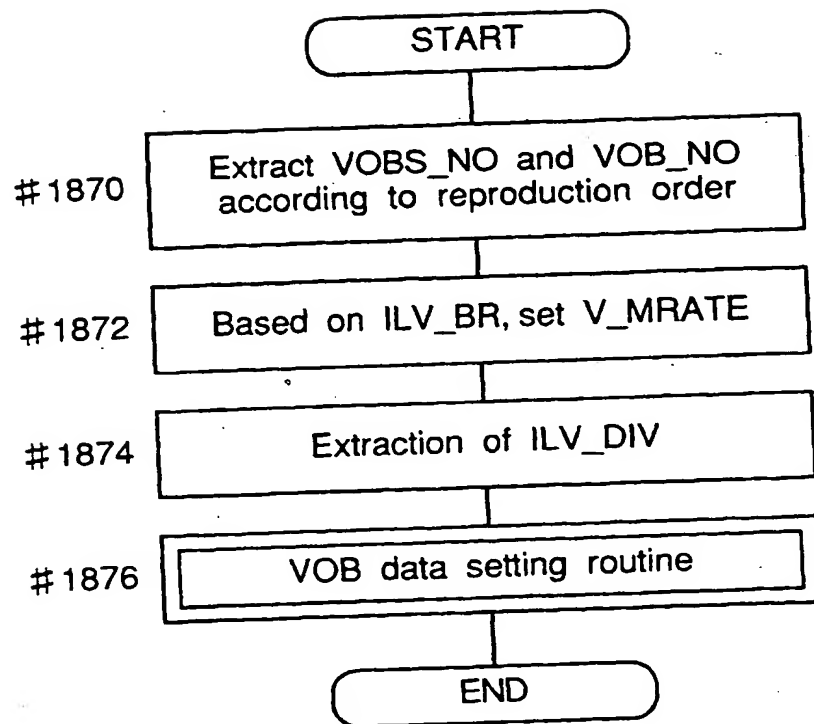 START
#1870
Extract VOBS_NO and VOB_NO
according to reproduction order
#1872
Based on ILV_BR, set V_MRATE
#1874
Extraction of ILV_DIV
#1876
VOB data setting routine
END